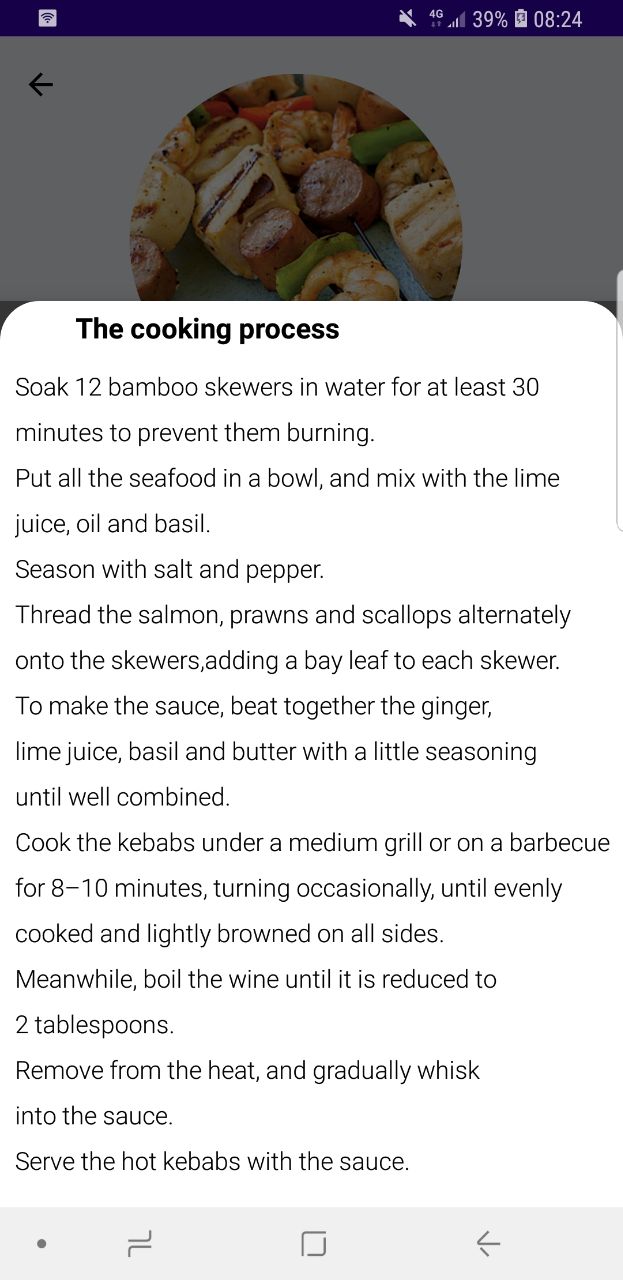 4G 39% 08:24
The cooking process
Soak 12 bamboo skewers in water for at least 30
minutes to prevent them burning.
Put all the seafood in a bowl, and mix with the lime
juice, oil and basil.
Season with salt and pepper.
Thread the salmon, prawns and scallops alternately
onto the skewers,adding a bay leaf to each skewer.
To make the sauce, beat together the ginger,
lime juice, basil and butter with a little seasoning
until well combined.
Cook the kebabs under a medium grill or on a barbecue
for 8–10 minutes, turning occasionally, until evenly
cooked and lightly browned on all sides.
Meanwhile, boil the wine until it is reduced to
2 tablespoons.
Remove from the heat, and gradually whisk
into the sauce.
Serve the hot kebabs with the sauce.